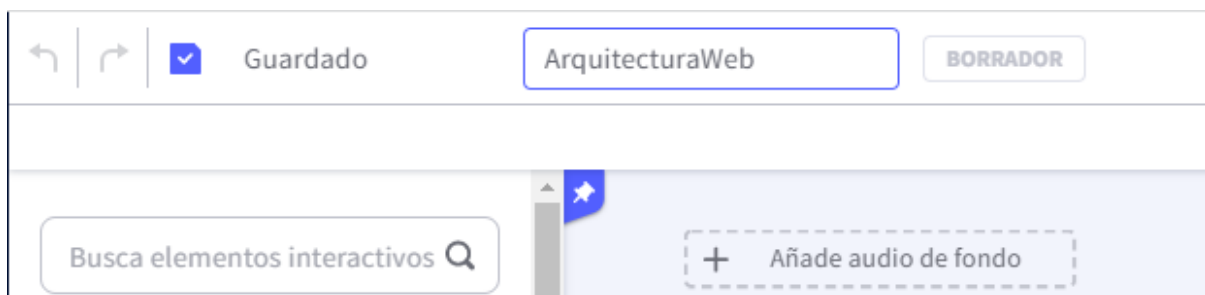 Guardado
ArquitecturaWeb
BORRADOR
Busca elementos interactivos
+ Añade audio de fondo